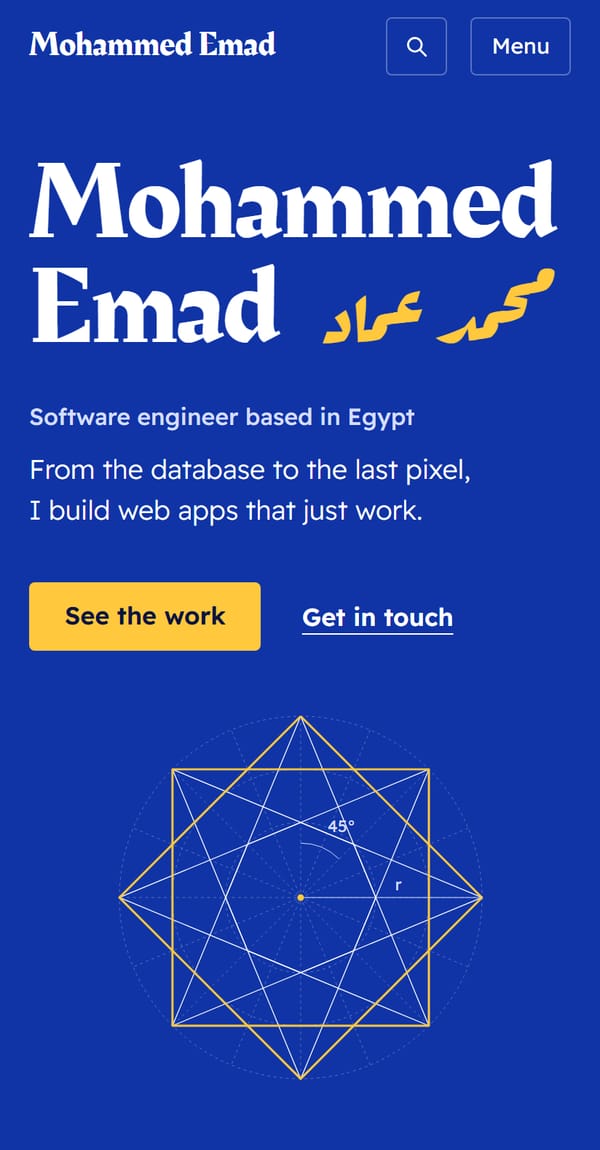 Mohammed Emad
Menu
Mohammed
Emad محمد عماد
Software engineer based in Egypt
From the database to the last pixel,
I build web apps that just work.
See the work
Get in touch
45°
r